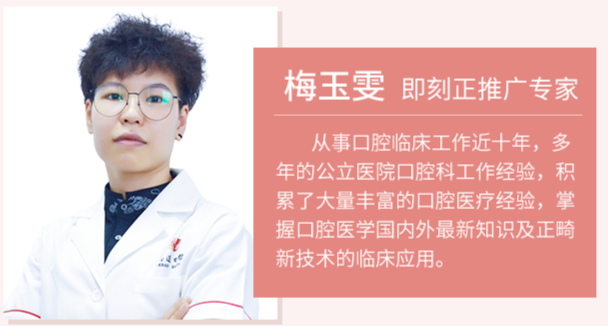 梅玉雯 即刻正推广专家
从事口腔临床工作近十年，多
年的公立医院口腔科工作经验，积
累了大量丰富的口腔医疗经验，掌
握口腔医学国内外最新知识及正畸
新技术的临床应用。